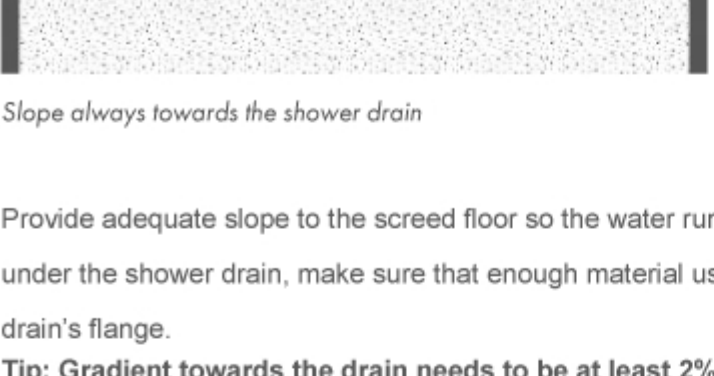 Slope always towards the shower drain
Provide adequate slope to the screed floor so the water
under the shower drain, make sure that enough material
drain's flange.
Tip: Gradient towards the drain needs to be at least 2%